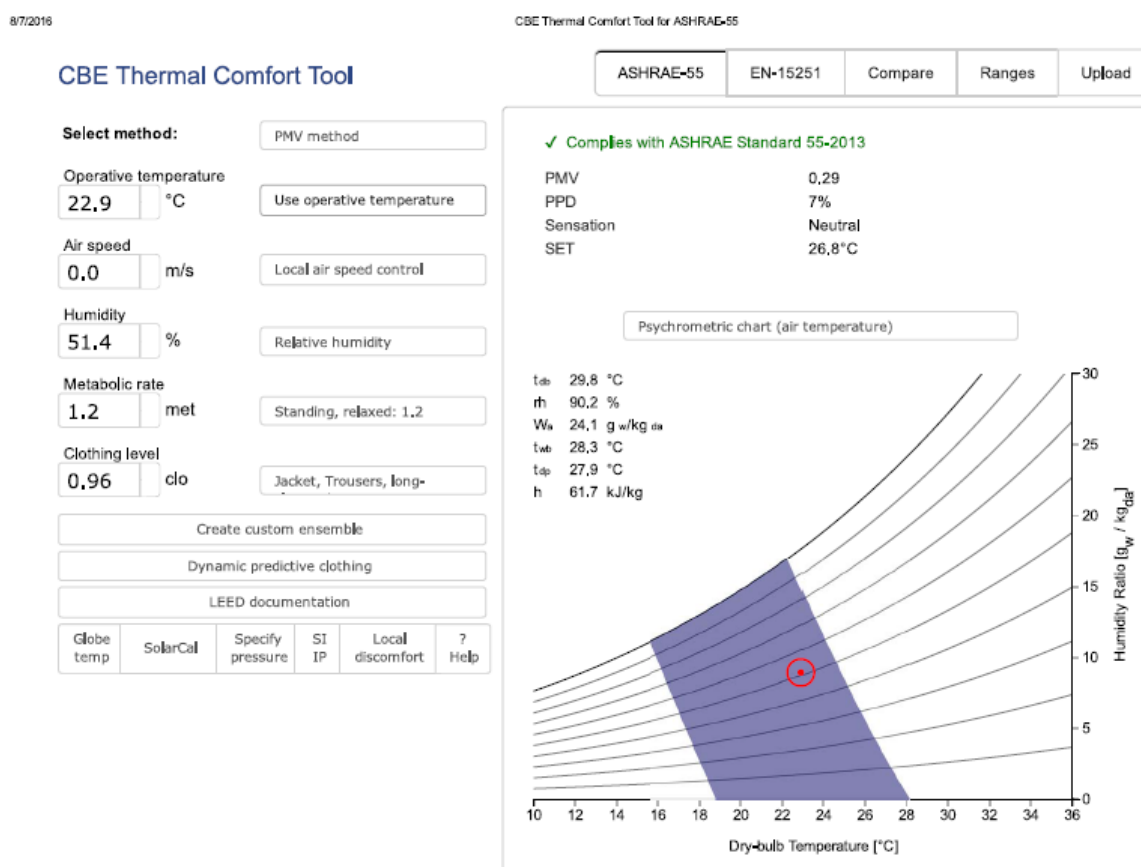 8/7/2016
CBE Thermal Comfort Tool for ASHRAE-55
CBE Thermal Comfort Tool
ASHRAE-55 EN-15251 Compare Ranges Upload
Select method:
PMV method
Operative temperature
22.9 °C
Use operative temperature
Air speed
0.0 m/s
Local air speed control
Humidity
51.4 %
Relative humidity
Metabolic rate
1.2 met
Standing, relaxed: 1.2
Clothing level
0.96 clo
Jacket, Trousers, long-
Create custom ensemble
Dynamic predictive clothing
LEED documentation
Globe temp
SolarCal
Specify pressure
SI IP
Local discomfort
? Help
✓ Complies with ASHRAE Standard 55-2013
PMV 0.29
PPD 7%
Sensation Neutral
SET 26.8°C
Psychrometric chart (air temperature)
tdb 29.8 °C
rh 90.2 %
Wa 24.1 g w/kg da
twb 28.3 °C
tdp 27.9 °C
h 61.7 kJ/kg
30
25
20
15
10
5
0
Humidity Ratio [gw / kgda]
10 12 14 16 18 20 22 24 26 28 30 32 34 36
Dry-bulb Temperature [°C]